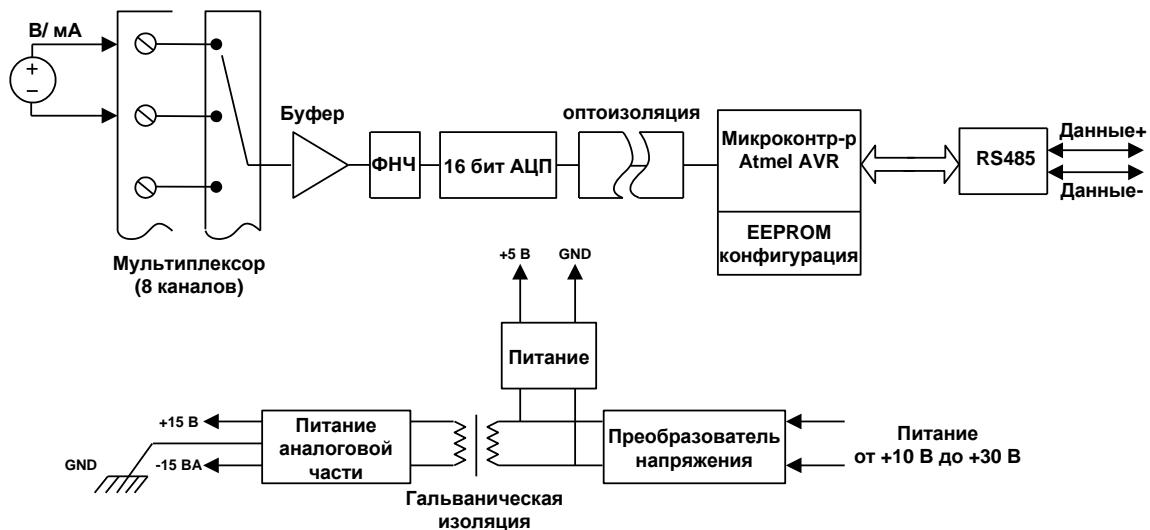 В/ мА
+
−
Мультиплексор
(8 каналов)
Буфер
ФНЧ
16 бит АЦП
оптоизоляция
Микроконтр-р
Atmel AVR
EEPROM
конфигурация
RS485
Данные+
Данные-
+5 В
GND
Питание
+15 В
GND
-15 ВА
Питание
аналоговой
части
Гальваническая
изоляция
Преобразователь
напряжения
Питание
от +10 В до +30 В